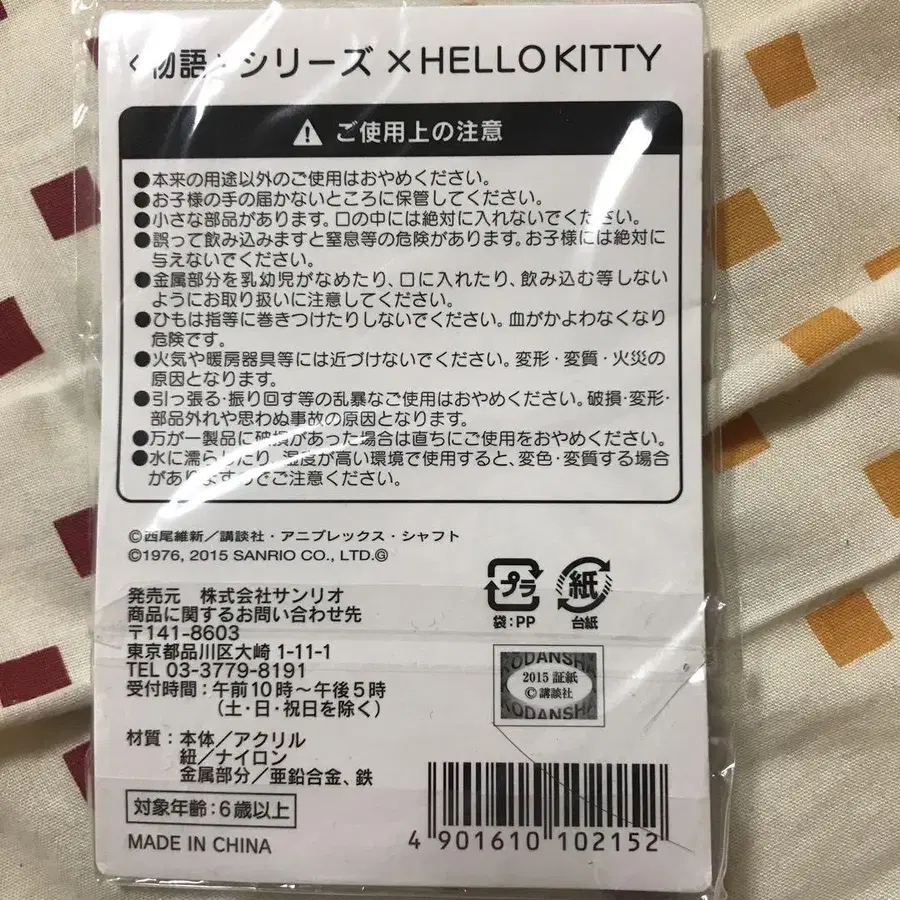 〈物語〉シリーズ×HELLO KITTY
ご使用上の注意
●本来の用途以外のご使用はおやめください。
●お子様の手の届かないところに保管してください。
●小さな部品があります。口の中には絶対に入れないでください。
●誤って飲み込みますと窒息等の危険があります。お子様には絶対に
与えないでください。
●金属部分を乳幼児がなめたり、口に入れたり、飲み込む等しない
ようにお取り扱いに注意してください。
●ひもは指等に巻きつけたりしないでください。血がかよわなくなり
危険です。
●火気や暖房器具等には近づけないでください。変形・変質・火災の
原因となります。
●引っ張る・振り回す等の乱暴なご使用はおやめください。破損・変形・
部品外れや思わぬ事故の原因となります。
●万が一製品に破損があった場合は直ちにご使用をおやめください。
●水に濡らしたり、湿度が高い環境で使用すると、変色・変質する場合
がありますのでご注意ください。
©西尾維新/講談社・アニプレックス・シャフト
©1976, 2015 SANRIO CO., LTD.Ⓖ
発売元 株式会社サンリオ
商品に関するお問い合わせ先
〒141-8603
東京都品川区大崎 1-11-1
TEL 03-3779-8191
受付時間:午前10時~午後5時
(土・日・祝日を除く)
材質:本体/アクリル
紐/ナイロン
金属部分/亜鉛合金、鉄
対象年齢:6歳以上
MADE IN CHINA
プラ
袋:PP
紙
台紙
KODANSHA
2015 証紙
©講談社
KODANSHA
4 901610 102152